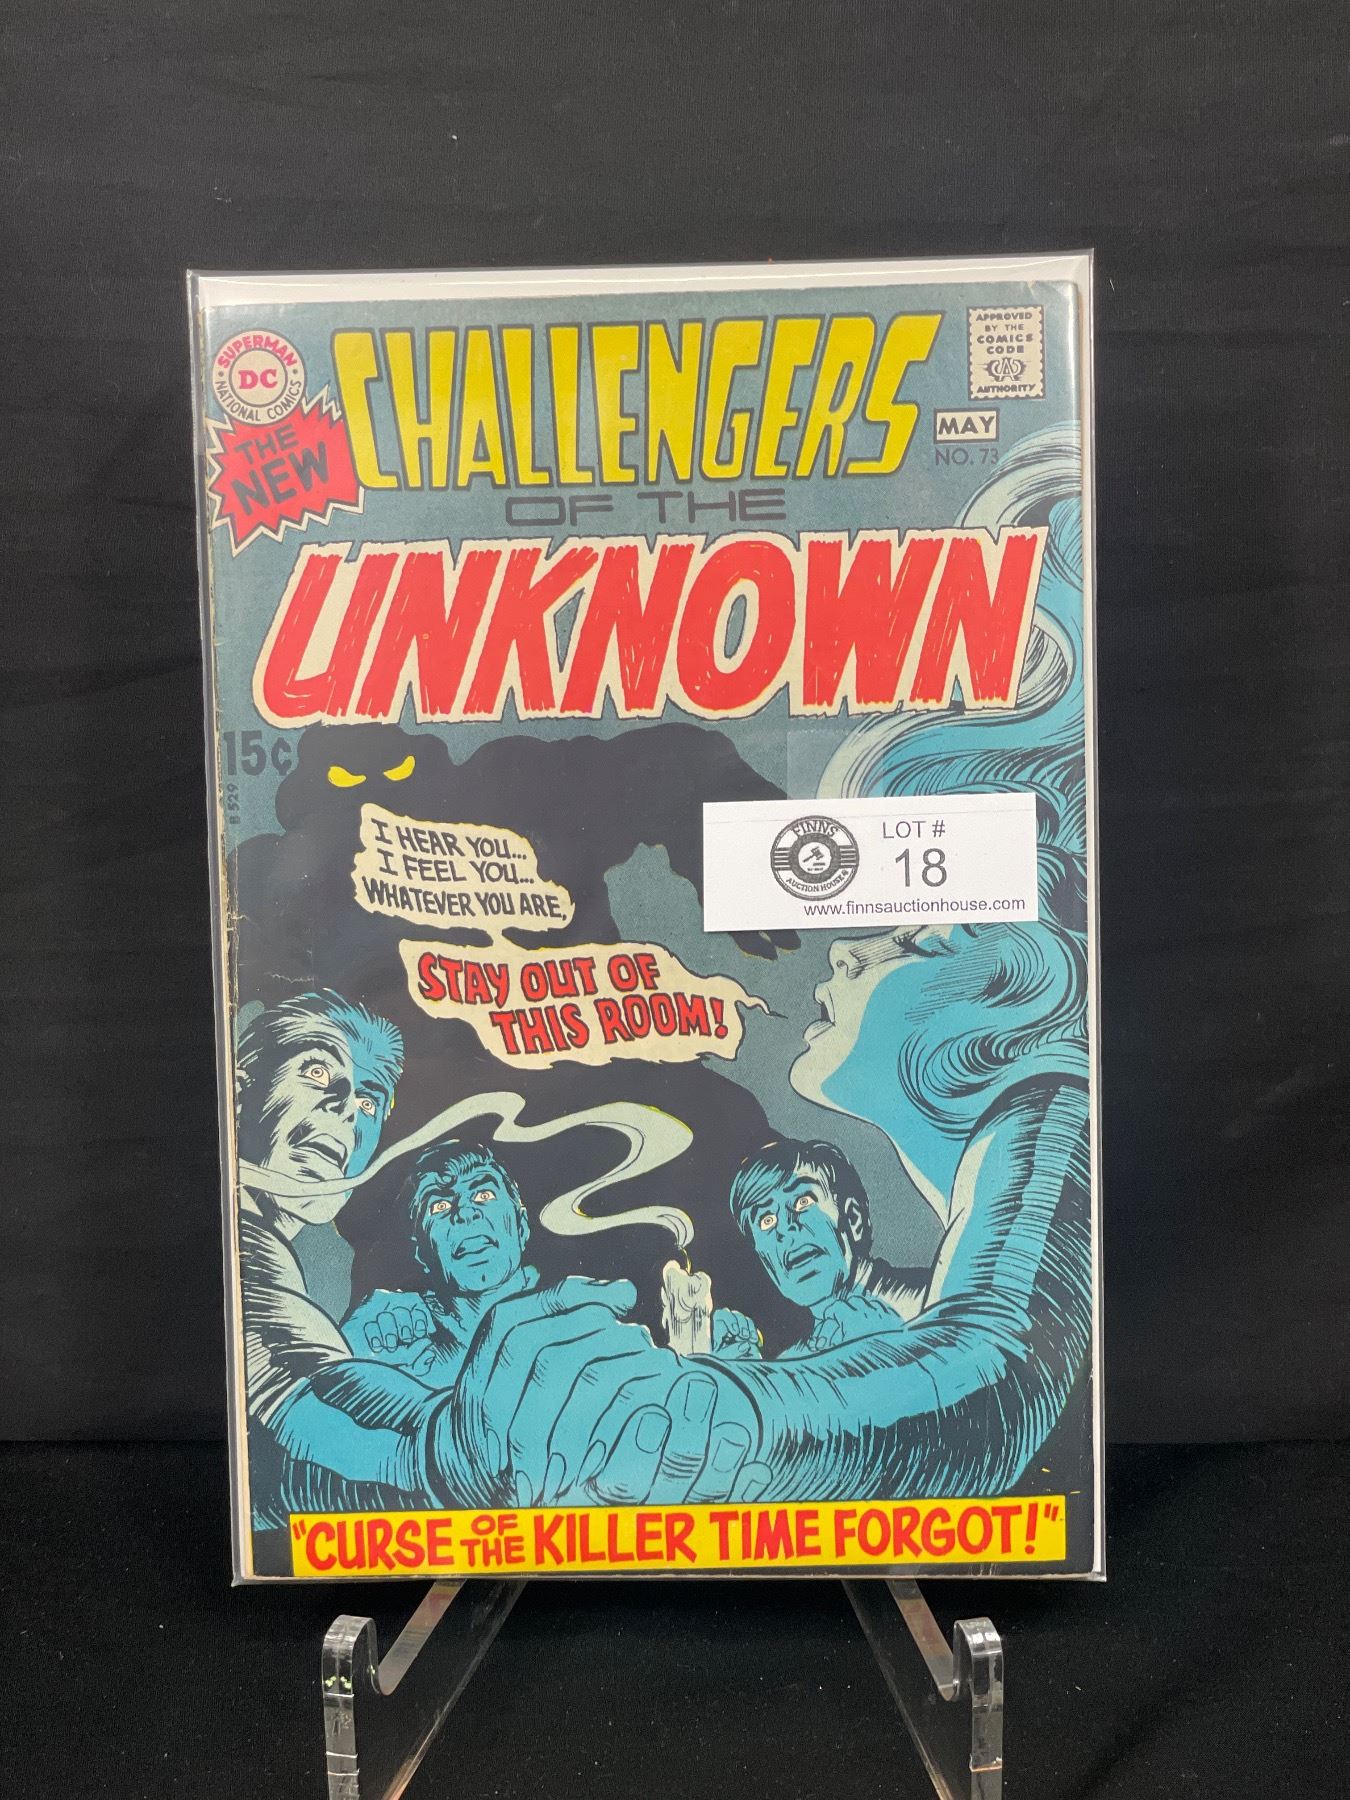 SUPERMAN
DC
NATIONAL COMICS
THE
NEW
CHALLENGERS
OF THE
UNKNOWN
APPROVED
BY THE
COMICS
CODE
CA
AUTHORITY
MAY
NO. 73
15¢
B 529
I HEAR YOU...
I FEEL YOU...
WHATEVER YOU ARE,
STAY OUT OF
THIS ROOM!
FINNS
AUCTION HOUSE
LOT #
18
www.finnsauctionhouse.com
"CURSE OF THE KILLER TIME FORGOT!"